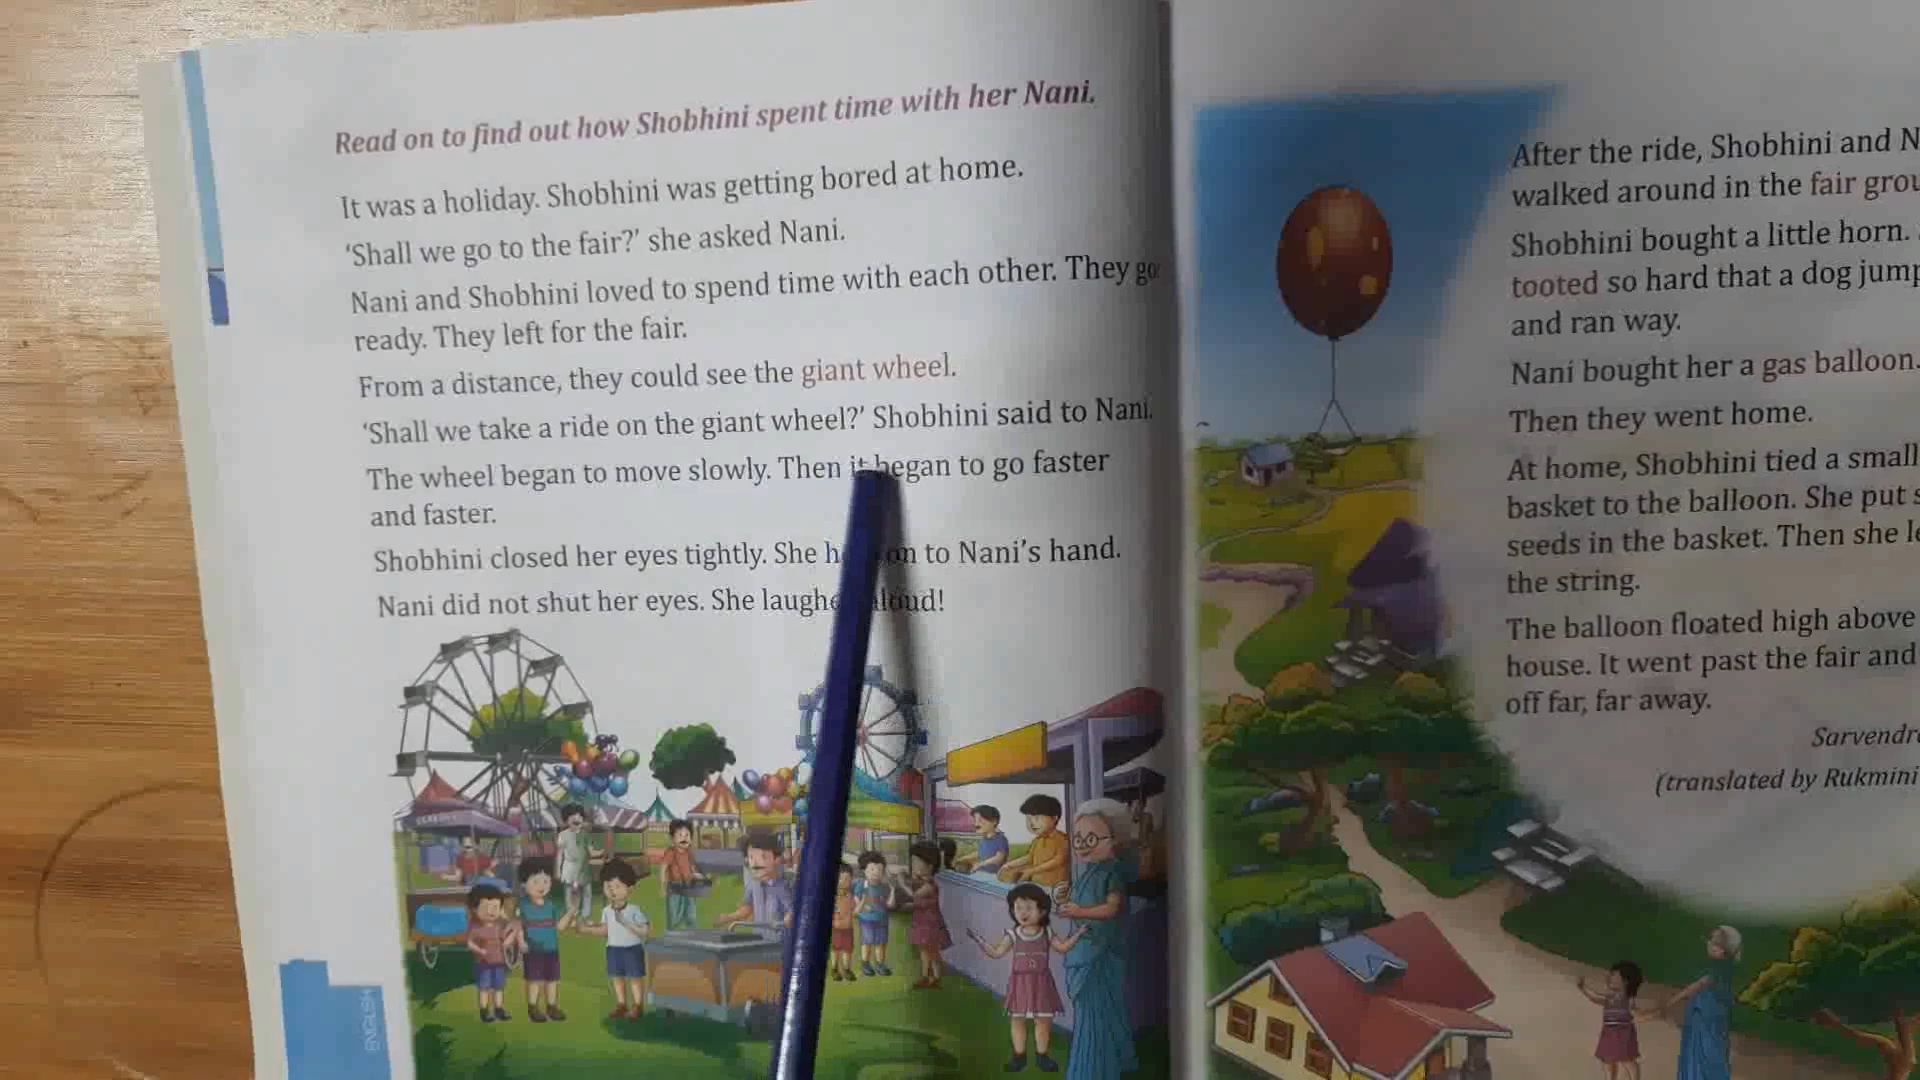 Read on to find out how Shobhini spent time with her Nani.
It was a holiday. Shobhini was getting bored at home.
‘Shall we go to the fair?’ she asked Nani.
Nani and Shobhini loved to spend time with each other. They
ready. They left for the fair.
From a distance, they could see the giant wheel.
‘Shall we take a ride on the giant wheel?’ Shobhini said to Nani.
The wheel began to move slowly. Then it began to go faster
and faster.
Shobhini closed her eyes tightly. She on to Nani’s hand.
Nani did not shut her eyes. She laughed aloud!
ENGLISH
After the ride, Shobhini and
walked around in the fair
Shobhini bought a little horn.
tooted so hard that a dog
and ran way.
Nani bought her a gas balloon.
Then they went home.
At home, Shobhini tied a small
basket to the balloon. She put
seeds in the basket. Then she
the string.
The balloon floated high above
house. It went past the fair and
off far, far away.
(translated by Rukmini